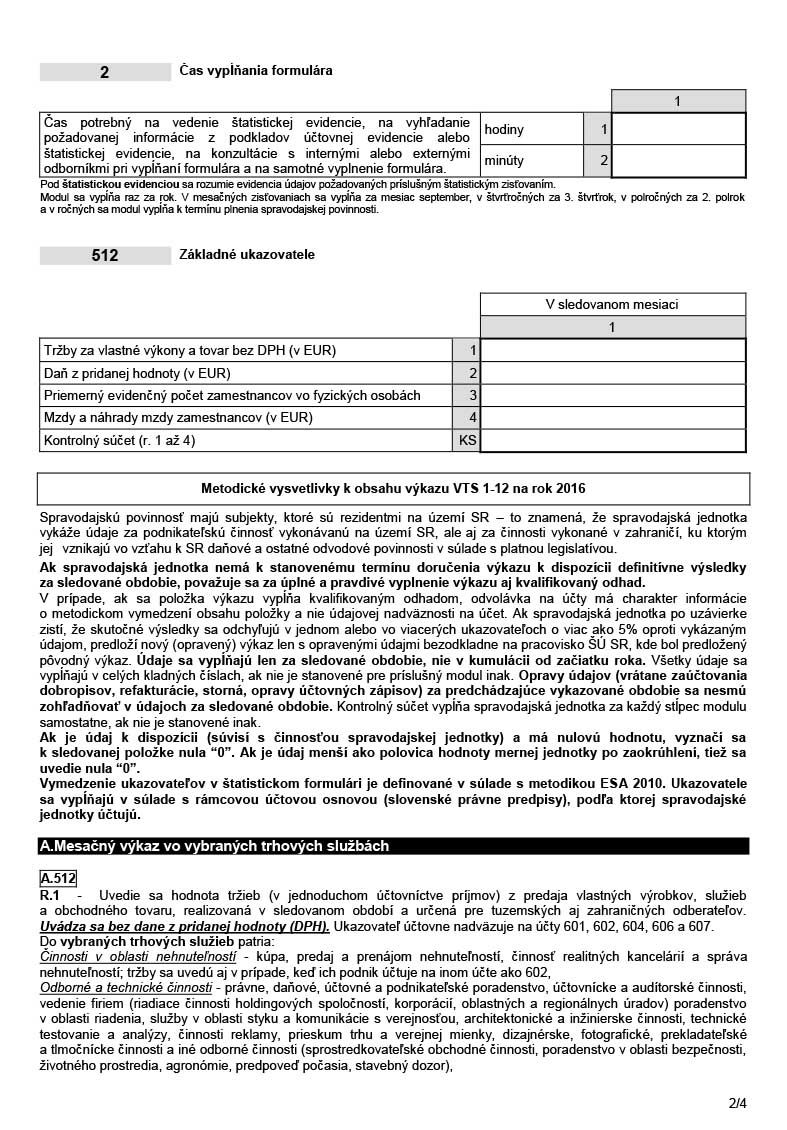 2 Čas vypĺňania formulára
1
Čas potrebný na vedenie štatistickej evidencie, na vyhľadanie
požadovanej informácie z podkladov účtovnej evidencie alebo
štatistickej evidencie, na konzultácie s internými alebo externými
odborníkmi pri vypĺňaní formulára a na samotné vyplnenie formulára.
hodiny 1
minúty 2
Pod štatistickou evidenciou sa rozumie evidencia údajov požadovaných príslušným štatistickým zisťovaním.
Modul sa vypĺňa raz za rok. V mesačných zisťovaniach sa vypĺňa za mesiac september, v štvrťročných za 3. štvrťrok, v polročných za 2. polrok
a v ročných sa modul vypĺňa k termínu plnenia spravodajskej povinnosti.
512 Základné ukazovatele
V sledovanom mesiaci
1
Tržby za vlastné výkony a tovar bez DPH (v EUR) 1
Daň z pridanej hodnoty (v EUR) 2
Priemerný evidenčný počet zamestnancov vo fyzických osobách 3
Mzdy a náhrady mzdy zamestnancov (v EUR) 4
Kontrolný súčet (r. 1 až 4) KS
Metodické vysvetlivky k obsahu výkazu VTS 1-12 na rok 2016
Spravodajskú povinnosť majú subjekty, ktoré sú rezidentmi na území SR – to znamená, že spravodajská jednotka
vykáže údaje za podnikateľskú činnosť vykonávanú na území SR, ale aj za činnosti vykonané v zahraničí, ku ktorým
jej vznikajú vo vzťahu k SR daňové a ostatné odvodové povinnosti v súlade s platnou legislatívou.
Ak spravodajská jednotka nemá k stanovenému termínu doručenia výkazu k dispozícii definitívne výsledky
za sledované obdobie, považuje sa za úplné a pravdivé vyplnenie výkazu aj kvalifikovaný odhad.
V prípade, ak sa položka výkazu vypĺňa kvalifikovaným odhadom, odvolávka na účty má charakter informácie
o metodickom vymedzení obsahu položky a nie údajovej nadväznosti na účet. Ak spravodajská jednotka po uzávierke
zistí, že skutočné výsledky sa odchyľujú v jednom alebo vo viacerých ukazovateľoch o viac ako 5% oproti vykázaným
údajom, predloží nový (opravený) výkaz len s opravenými údajmi bezodkladne na pracovisko ŠÚ SR, kde bol predložený
pôvodný výkaz. Údaje sa vypĺňajú len za sledované obdobie, nie v kumulácii od začiatku roka. Všetky údaje sa
vypĺňajú v celých kladných číslach, ak nie je stanovené pre príslušný modul inak. Opravy údajov (vrátane zaúčtovania
dobropisov, refakturácie, storná, opravy účtovných zápisov) za predchádzajúce vykazované obdobie sa nesmú
zohľadňovať v údajoch za sledované obdobie. Kontrolný súčet vypĺňa spravodajská jednotka za každý stĺpec modulu
samostatne, ak nie je stanovené inak.
Ak je údaj k dispozícii (súvisí s činnosťou spravodajskej jednotky) a má nulovú hodnotu, vyznačí sa
k sledovanej položke nula “0”. Ak je údaj menší ako polovica hodnoty mernej jednotky po zaokrúhlení, tiež sa
uvedie nula “0”.
Vymedzenie ukazovateľov v štatistickom formulári je definované v súlade s metodikou ESA 2010. Ukazovatele
sa vypĺňajú v súlade s rámcovou účtovou osnovou (slovenské právne predpisy), podľa ktorej spravodajské
jednotky účtujú.
A.Mesačný výkaz vo vybraných trhových službách
A.512
R.1 - Uvedie sa hodnota tržieb (v jednoduchom účtovníctve príjmov) z predaja vlastných výrobkov, služieb
a obchodného tovaru, realizovaná v sledovanom období a určená pre tuzemských aj zahraničných odberateľov.
Uvádza sa bez dane z pridanej hodnoty (DPH). Ukazovateľ účtovne nadväzuje na účty 601, 602, 604, 606 a 607.
Do vybraných trhových služieb patria:
Činnosti v oblasti nehnuteľností - kúpa, predaj a prenájom nehnuteľností, činnosť realitných kancelárií a správa
nehnuteľností; tržby sa uvedú aj v prípade, keď ich podnik účtuje na inom účte ako 602,
Odborné a technické činnosti - právne, daňové, účtovné a podnikateľské poradenstvo, účtovnícke a audítorské činnosti,
vedenie firiem (riadiace činnosti holdingových spoločností, korporácií, oblastných a regionálnych úradov) poradenstvo
v oblasti riadenia, služby v oblasti styku a komunikácie s verejnosťou, architektonické a inžinierske činnosti, technické
testovanie a analýzy, činnosti reklamy, prieskum trhu a verejnej mienky, dizajnérske, fotografické, prekladateľské
a tlmočnícke činnosti a iné odborné činnosti (sprostredkovateľské obchodné činnosti, poradenstvo v oblasti bezpečnosti,
životného prostredia, agronómie, predpoveď počasia, stavebný dozor),
2/4